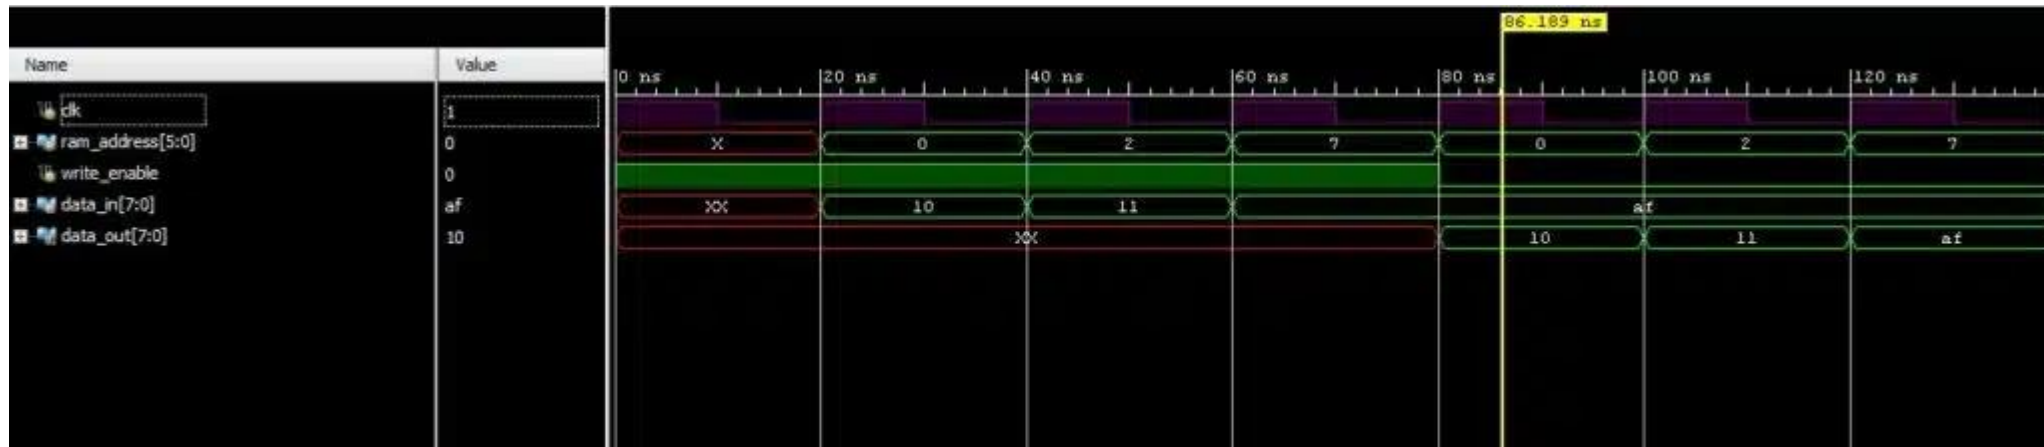 86.189 ns
Name Value
0 ns 20 ns 40 ns 60 ns 80 ns 100 ns 120 ns
clk 1
ram_address[5:0] 0 X 0 2 7 0 2 7
write_enable 0
data_in[7:0] af XX 10 11 af
data_out[7:0] 10 XX 10 11 af